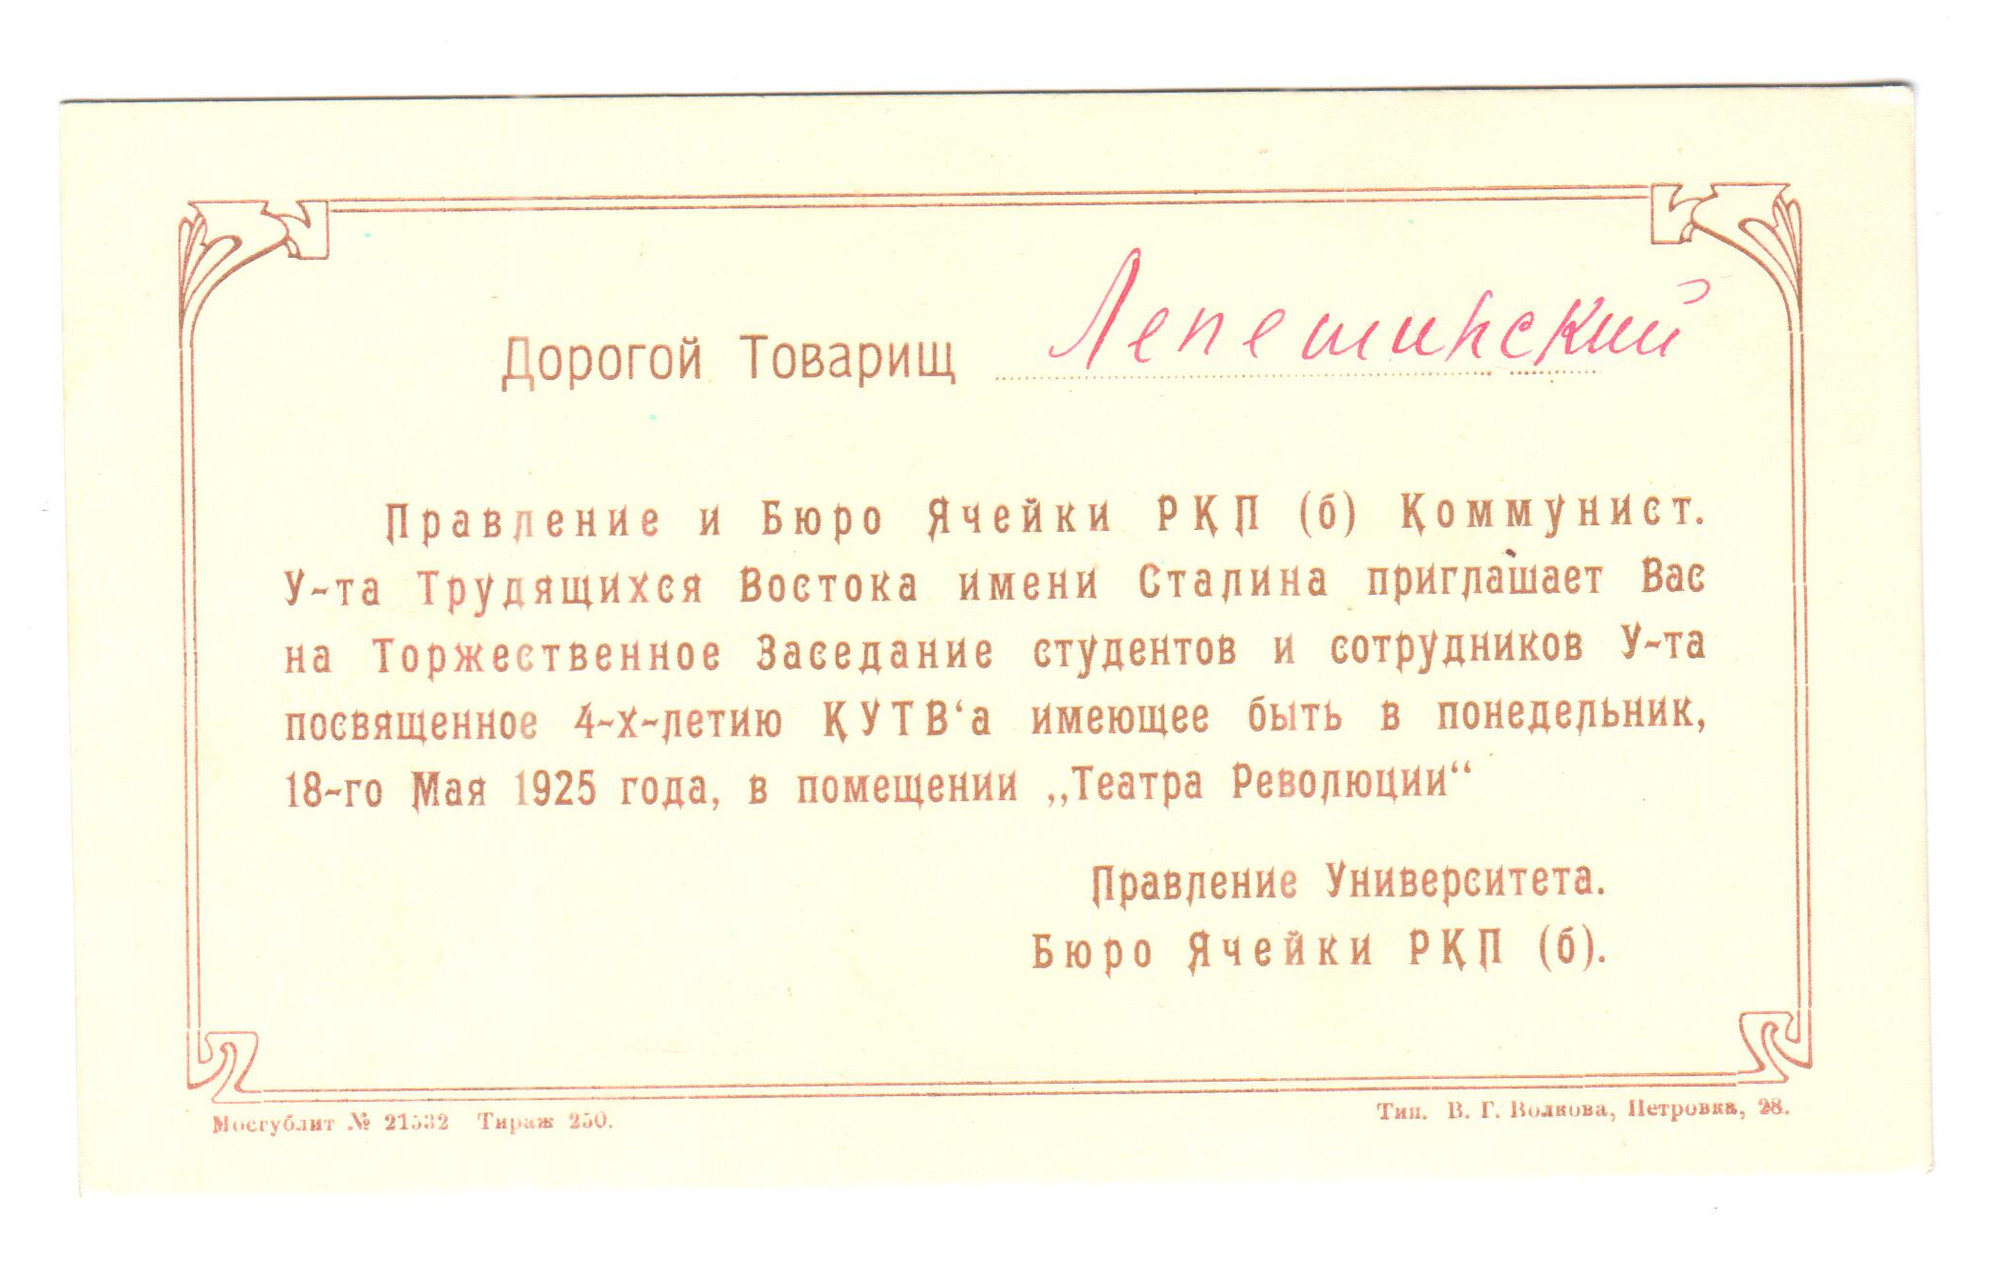 Дорогой Товарищ Лепешинский
Правление и Бюро Ячейки РКП (б) Коммунист.
У-та Трудящихся Востока имени Сталина приглашает Вас
на Торжественное Заседание студентов и сотрудников У-та
посвященное 4-х-летию КУТВ‘а имеющее быть в понедельник,
18-го Мая 1925 года, в помещении „Театра Революции“
Правление Университета.
Бюро Ячейки РКП (б).
Мосгублит № 21532 Тираж 250.
Тип. В. Г. Волкова, Петровка, 28.